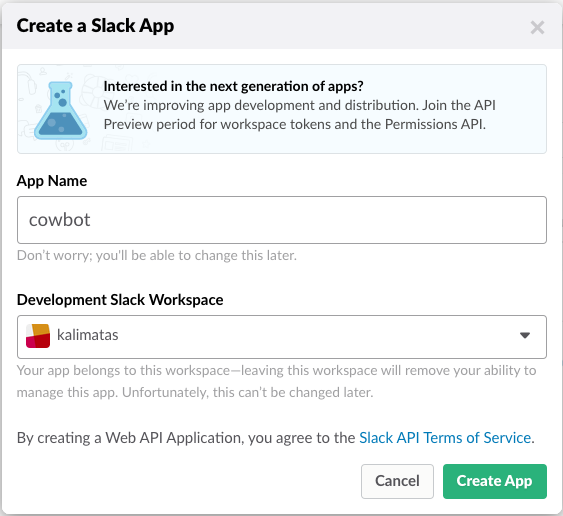 Create a Slack App
Interested in the next generation of apps?
We’re improving app development and distribution. Join the API
Preview period for workspace tokens and the Permissions API.
App Name
cowbot
Don’t worry; you'll be able to change this later.
Development Slack Workspace
kalimatas
Your app belongs to this workspace—leaving this workspace will remove your ability to
manage this app. Unfortunately, this can’t be changed later.
By creating a Web API Application, you agree to the Slack API Terms of Service.
Cancel
Create App